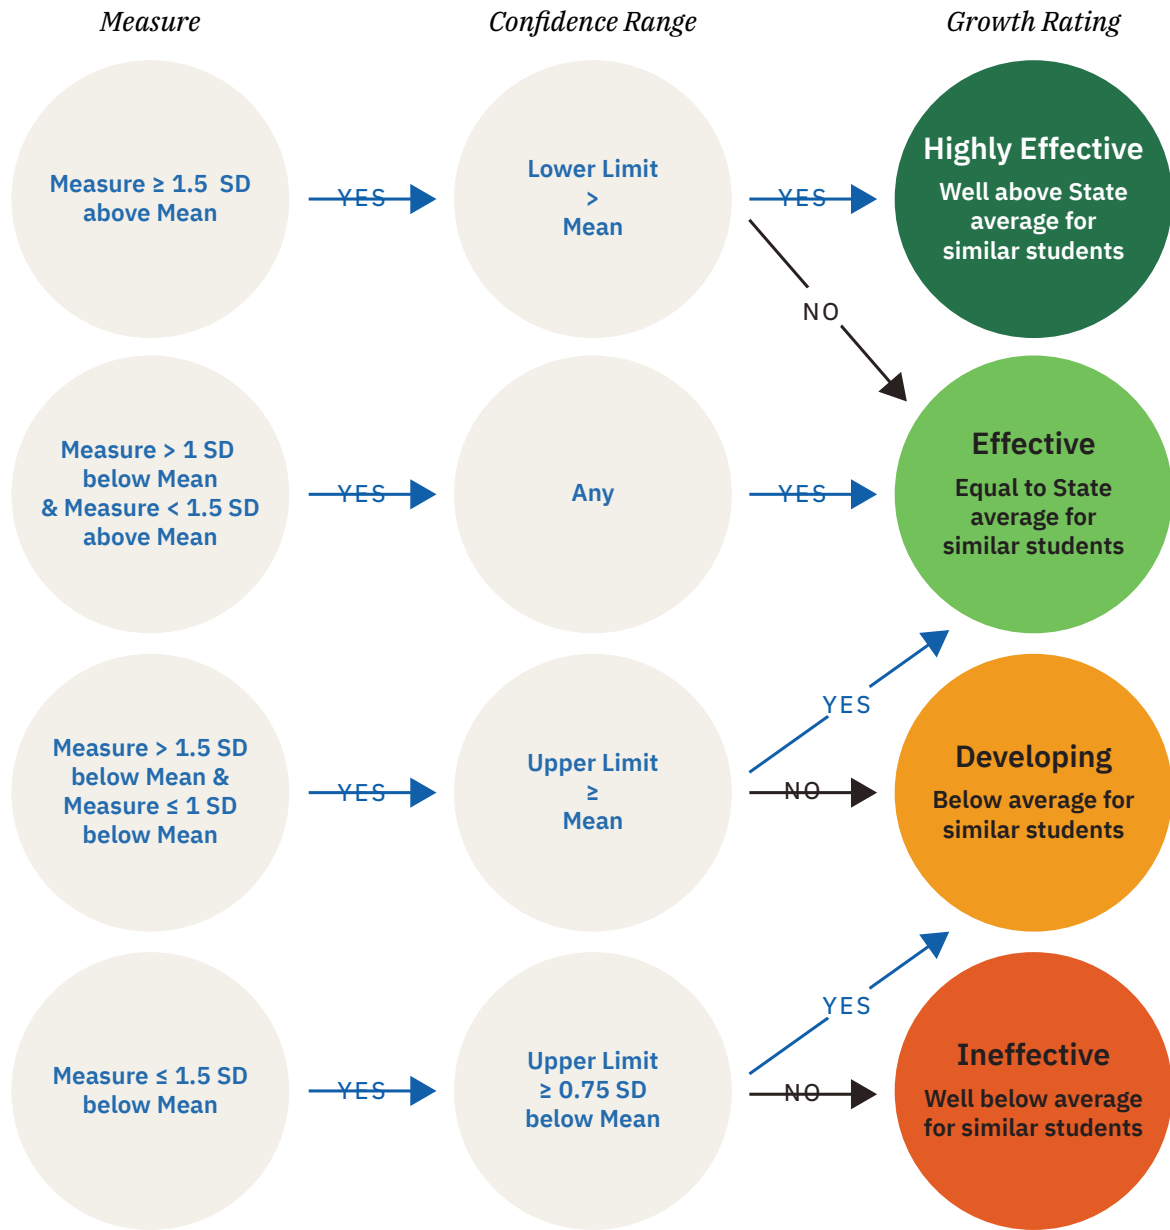 Measure
Confidence Range
Growth Rating
Measure ≥ 1.5 SD
above Mean
YES
Lower Limit
>
Mean
YES
NO
Highly Effective
Well above State
average for
similar students
Measure > 1 SD
below Mean
& Measure < 1.5 SD
above Mean
YES
Any
YES
Effective
Equal to State
average for
similar students
Measure > 1.5 SD
below Mean &
Measure ≤ 1 SD
below Mean
YES
Upper Limit
≥
Mean
YES
NO
Developing
Below average for
similar students
Measure ≤ 1.5 SD
below Mean
YES
Upper Limit
≥ 0.75 SD
below Mean
YES
NO
Ineffective
Well below average
for similar students